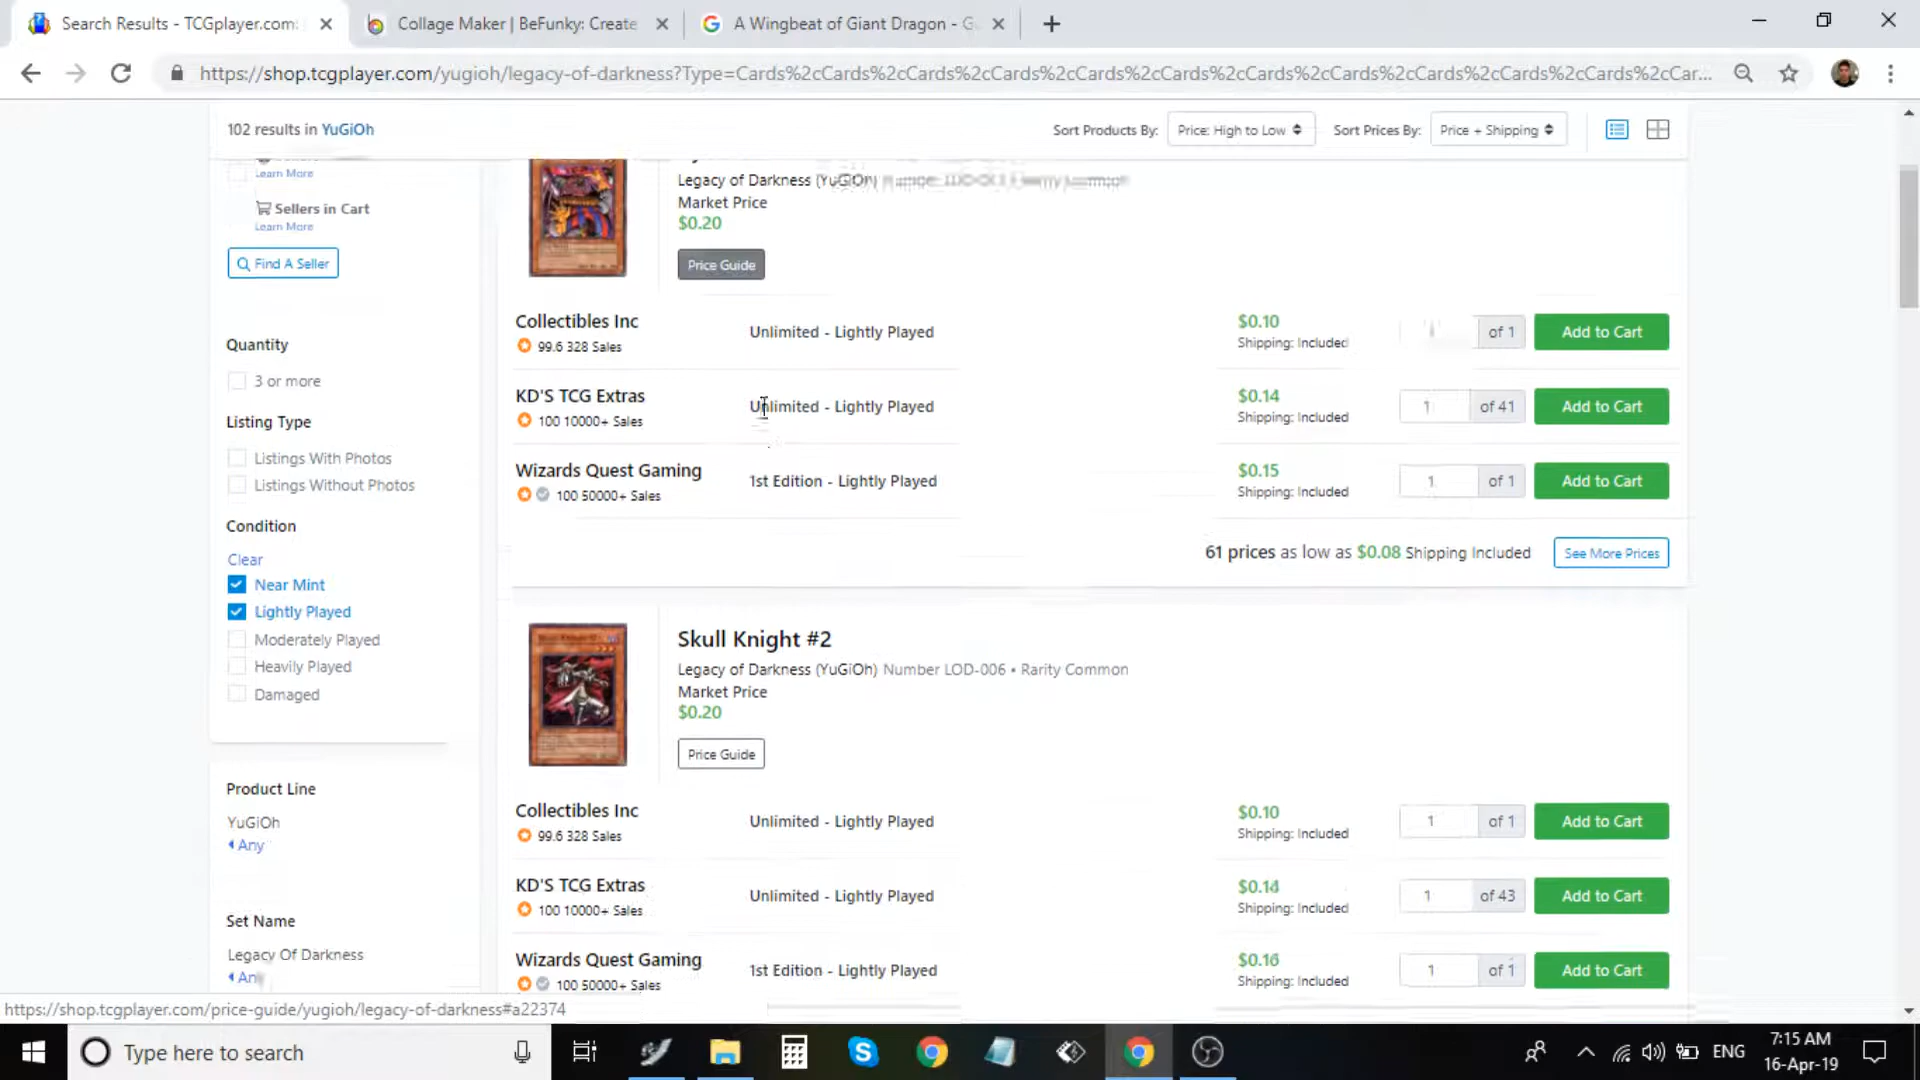 Search Results - TCGplayer.com:
Collage Maker | BeFunky: Create
A Wingbeat of Giant Dragon - G
https://shop.tcgplayer.com/yugioh/legacy-of-darkness?Type=Cards%2cCards%2cCards%2cCards%2cCards%2cCards%2cCards%2cCards%2cCards%2cCards%2cCards%2cCar...
102 results in YuGiOh
Sort Products By: Price: High to Low
Sort Prices By: Price + Shipping
Learn More
Sellers in Cart
Learn More
Find A Seller
Quantity
3 or more
Listing Type
Listings With Photos
Listings Without Photos
Condition
Clear
Near Mint
Lightly Played
Moderately Played
Heavily Played
Damaged
Product Line
YuGiOh
Any
Set Name
Legacy Of Darkness
Any
Legacy of Darkness (YuGiOh)
Market Price
$0.20
Price Guide
Collectibles Inc
99.6 328 Sales
Unlimited - Lightly Played
$0.10
Shipping: Included
of 1
Add to Cart
KD'S TCG Extras
100 10000+ Sales
Unlimited - Lightly Played
$0.14
Shipping: Included
1 of 41
Add to Cart
Wizards Quest Gaming
100 50000+ Sales
1st Edition - Lightly Played
$0.15
Shipping: Included
1 of 1
Add to Cart
61 prices as low as $0.08 Shipping Included
See More Prices
Skull Knight #2
Legacy of Darkness (YuGiOh) Number LOD-006 • Rarity Common
Market Price
$0.20
Price Guide
Collectibles Inc
99.6 328 Sales
Unlimited - Lightly Played
$0.10
Shipping: Included
1 of 1
Add to Cart
KD'S TCG Extras
100 10000+ Sales
Unlimited - Lightly Played
$0.14
Shipping: Included
1 of 43
Add to Cart
Wizards Quest Gaming
100 50000+ Sales
1st Edition - Lightly Played
$0.16
Shipping: Included
1 of 1
Add to Cart
https://shop.tcgplayer.com/price-guide/yugioh/legacy-of-darkness#a22374
Type here to search
ENG
7:15 AM
16-Apr-19